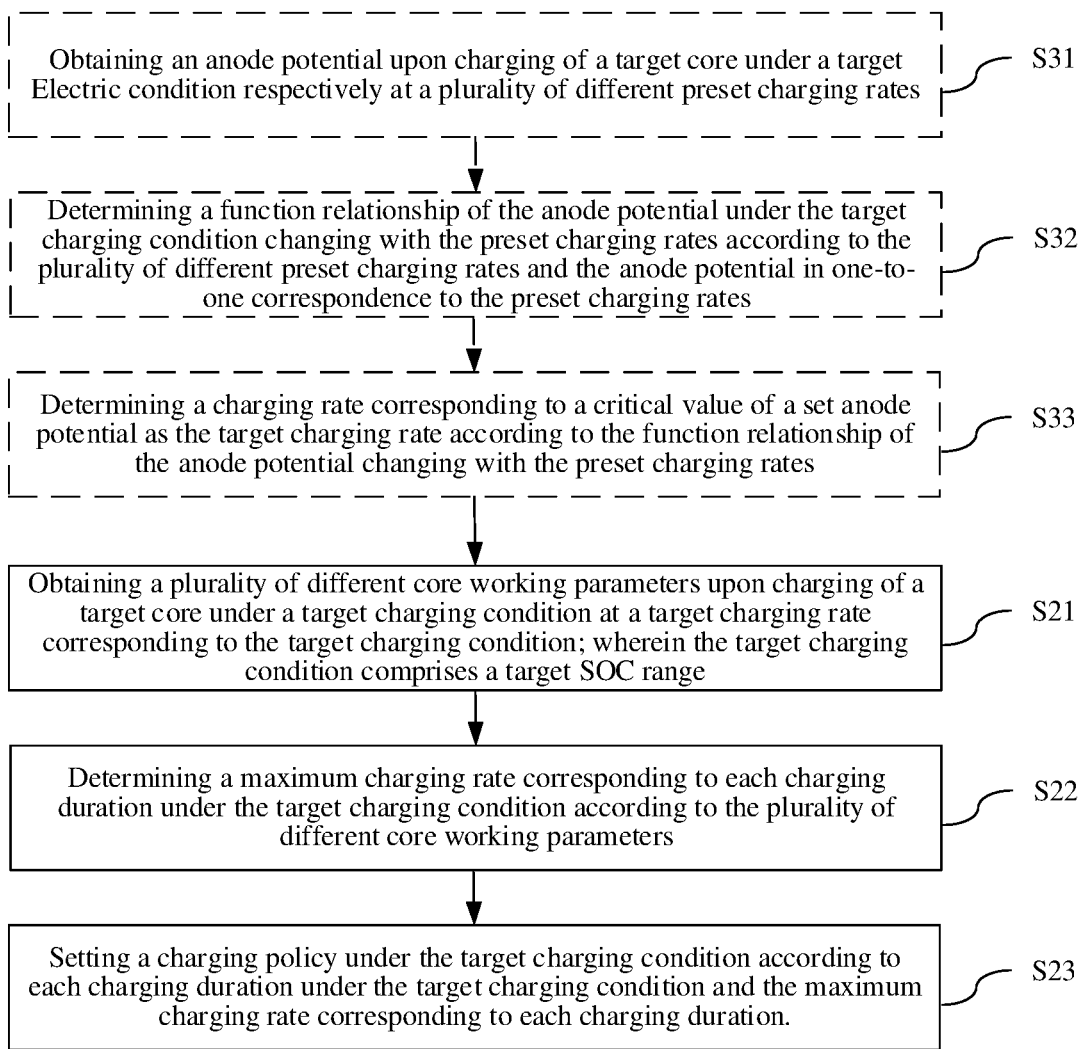 Obtaining an anode potential upon charging of a target core under a target
Electric condition respectively at a plurality of different preset charging rates
S31
Determining a function relationship of the anode potential under the target
charging condition changing with the preset charging rates according to the
plurality of different preset charging rates and the anode potential in one-to-
one correspondence to the preset charging rates
S32
Determining a charging rate corresponding to a critical value of a set anode
potential as the target charging rate according to the function relationship of
the anode potential changing with the preset charging rates
S33
Obtaining a plurality of different core working parameters upon charging of a
target core under a target charging condition at a target charging rate
corresponding to the target charging condition; wherein the target charging
condition comprises a target SOC range
S21
Determining a maximum charging rate corresponding to each charging
duration under the target charging condition according to the plurality of
different core working parameters
S22
Setting a charging policy under the target charging condition according to
each charging duration under the target charging condition and the maximum
charging rate corresponding to each charging duration.
S23